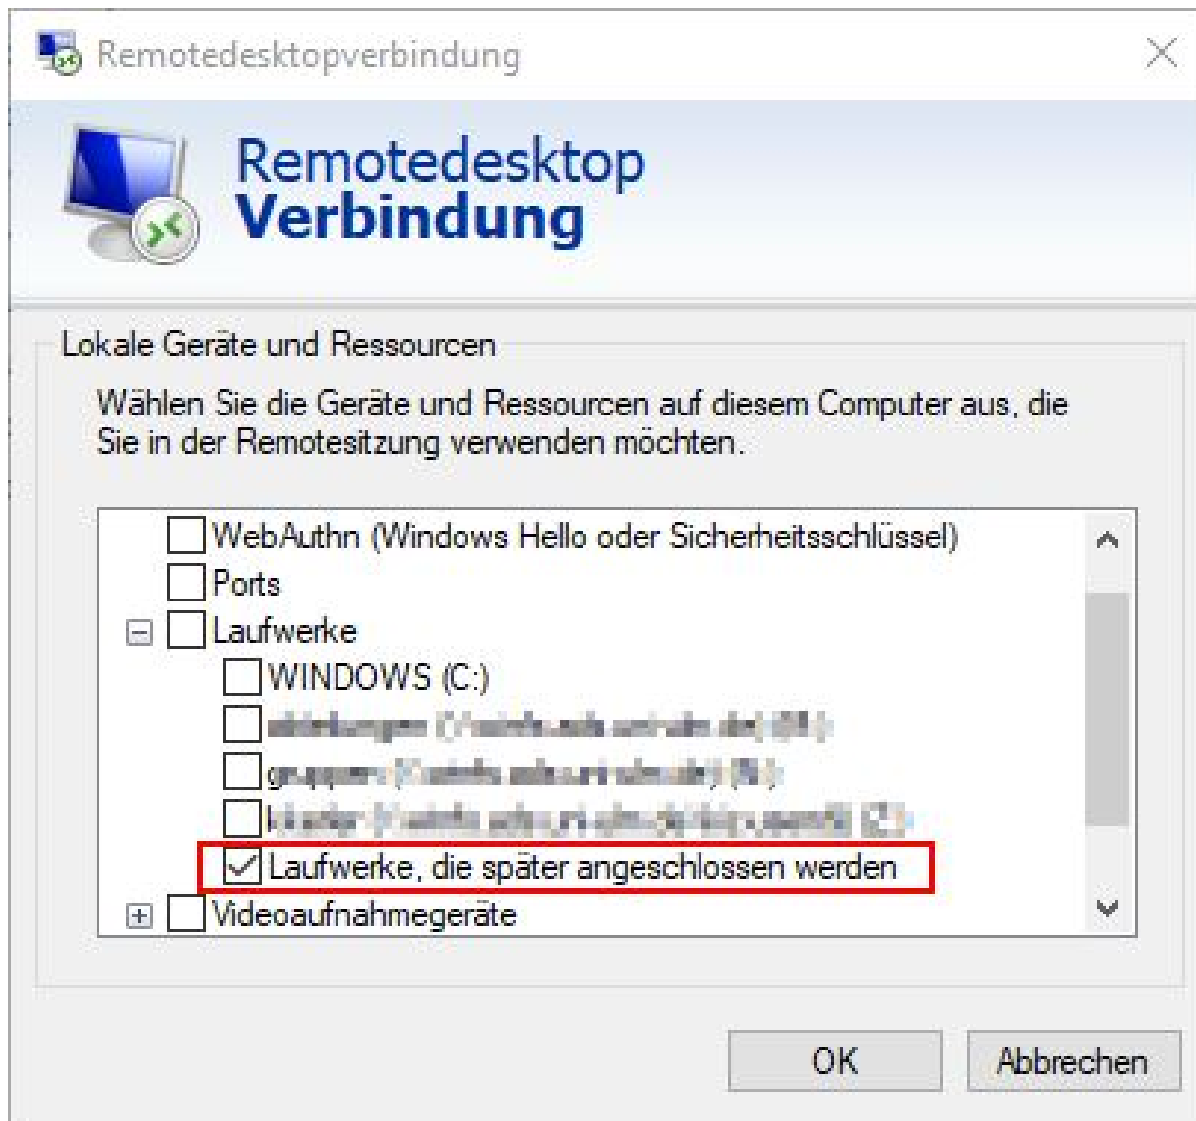 Remotedesktopverbindung
Remotedesktop
Verbindung
Lokale Geräte und Ressourcen
Wählen Sie die Geräte und Ressourcen auf diesem Computer aus, die
Sie in der Remotesitzung verwenden möchten.
WebAuthn (Windows Hello oder Sicherheitsschlüssel)
Ports
Laufwerke
WINDOWS (C:)
Laufwerke, die später angeschlossen werden
Videoaufnahmegeräte
OK
Abbrechen